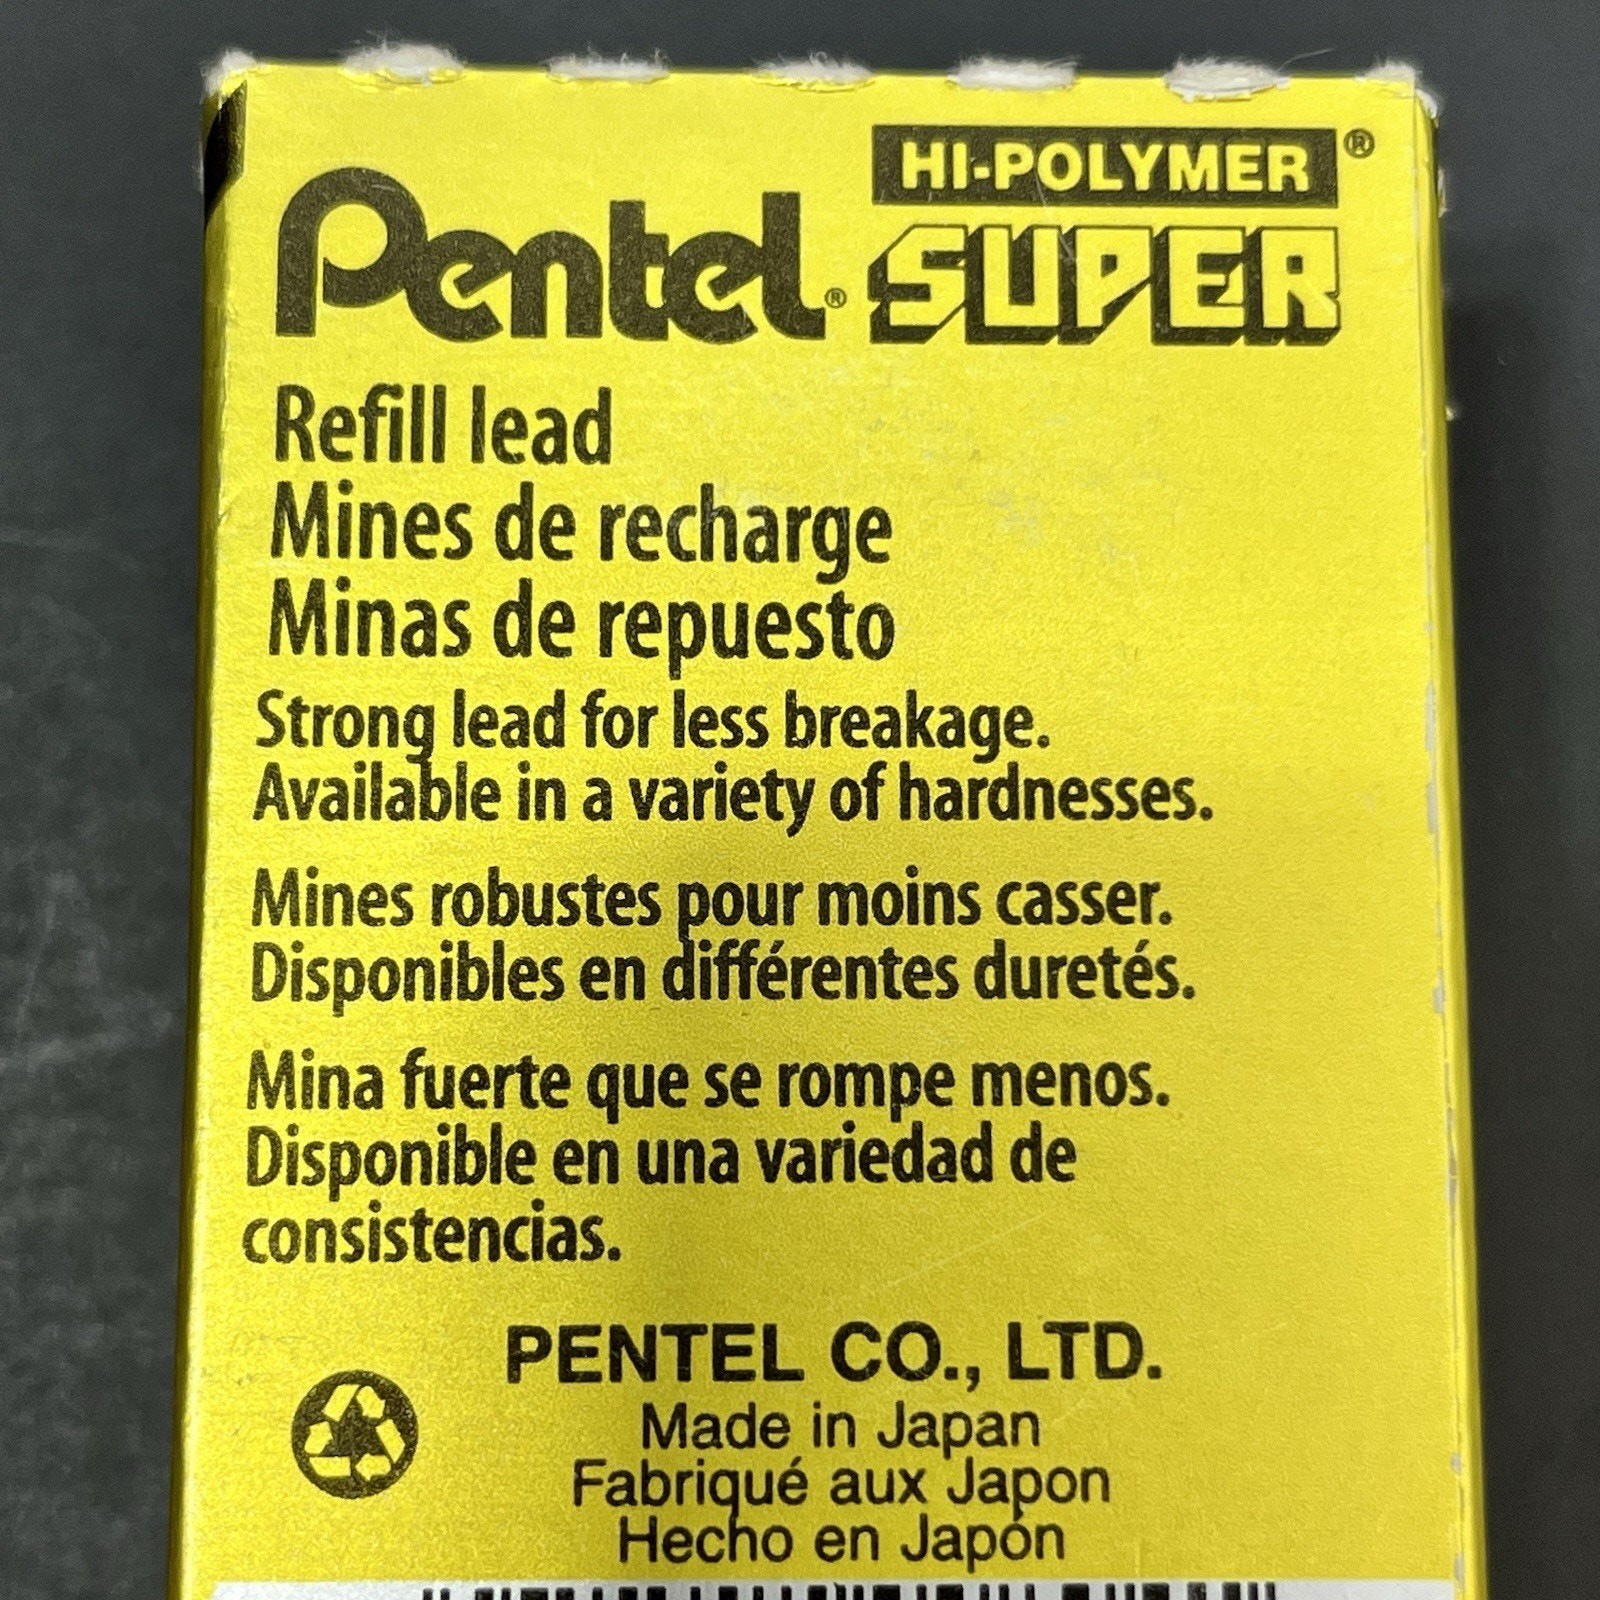 HI-POLYMER®
Pentel® SUPER
Refill lead
Mines de recharge
Minas de repuesto
Strong lead for less breakage.
Available in a variety of hardnesses.
Mines robustes pour moins casser.
Disponibles en différentes duretés.
Mina fuerte que se rompe menos.
Disponible en una variedad de
consistencias.
PENTEL CO., LTD.
Made in Japan
Fabriqué aux Japon
Hecho en Japón